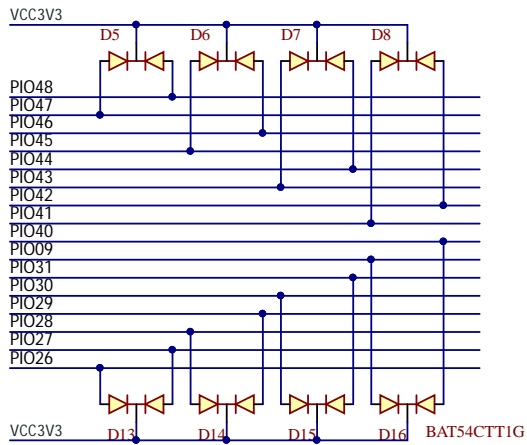 VCC3V3
D5 D6 D7 D8
PIO48
PIO47
PIO46
PIO45
PIO44
PIO43
PIO42
PIO41
PIO40
PIO09
PIO31
PIO30
PIO29
PIO28
PIO27
PIO26
VCC3V3 D13 D14 D15 D16 BAT54CTT1G